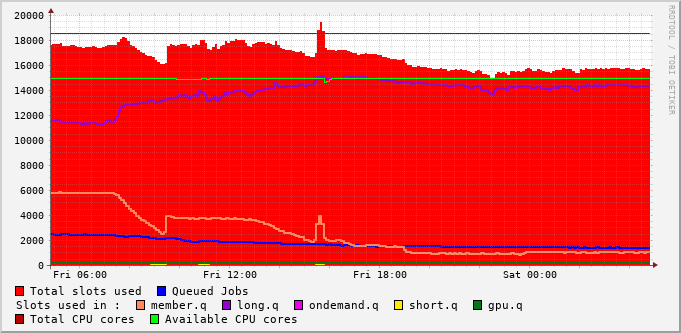 20000
18000
16000
14000
12000
10000
8000
6000
4000
2000
0
Fri 06:00 Fri 12:00 Fri 18:00 Sat 00:00
Total slots used Queued Jobs
Slots used in : member.q long.q ondemand.q short.q gpu.q
Total CPU cores Available CPU cores
RRDTOOL / TOBI OETIKER